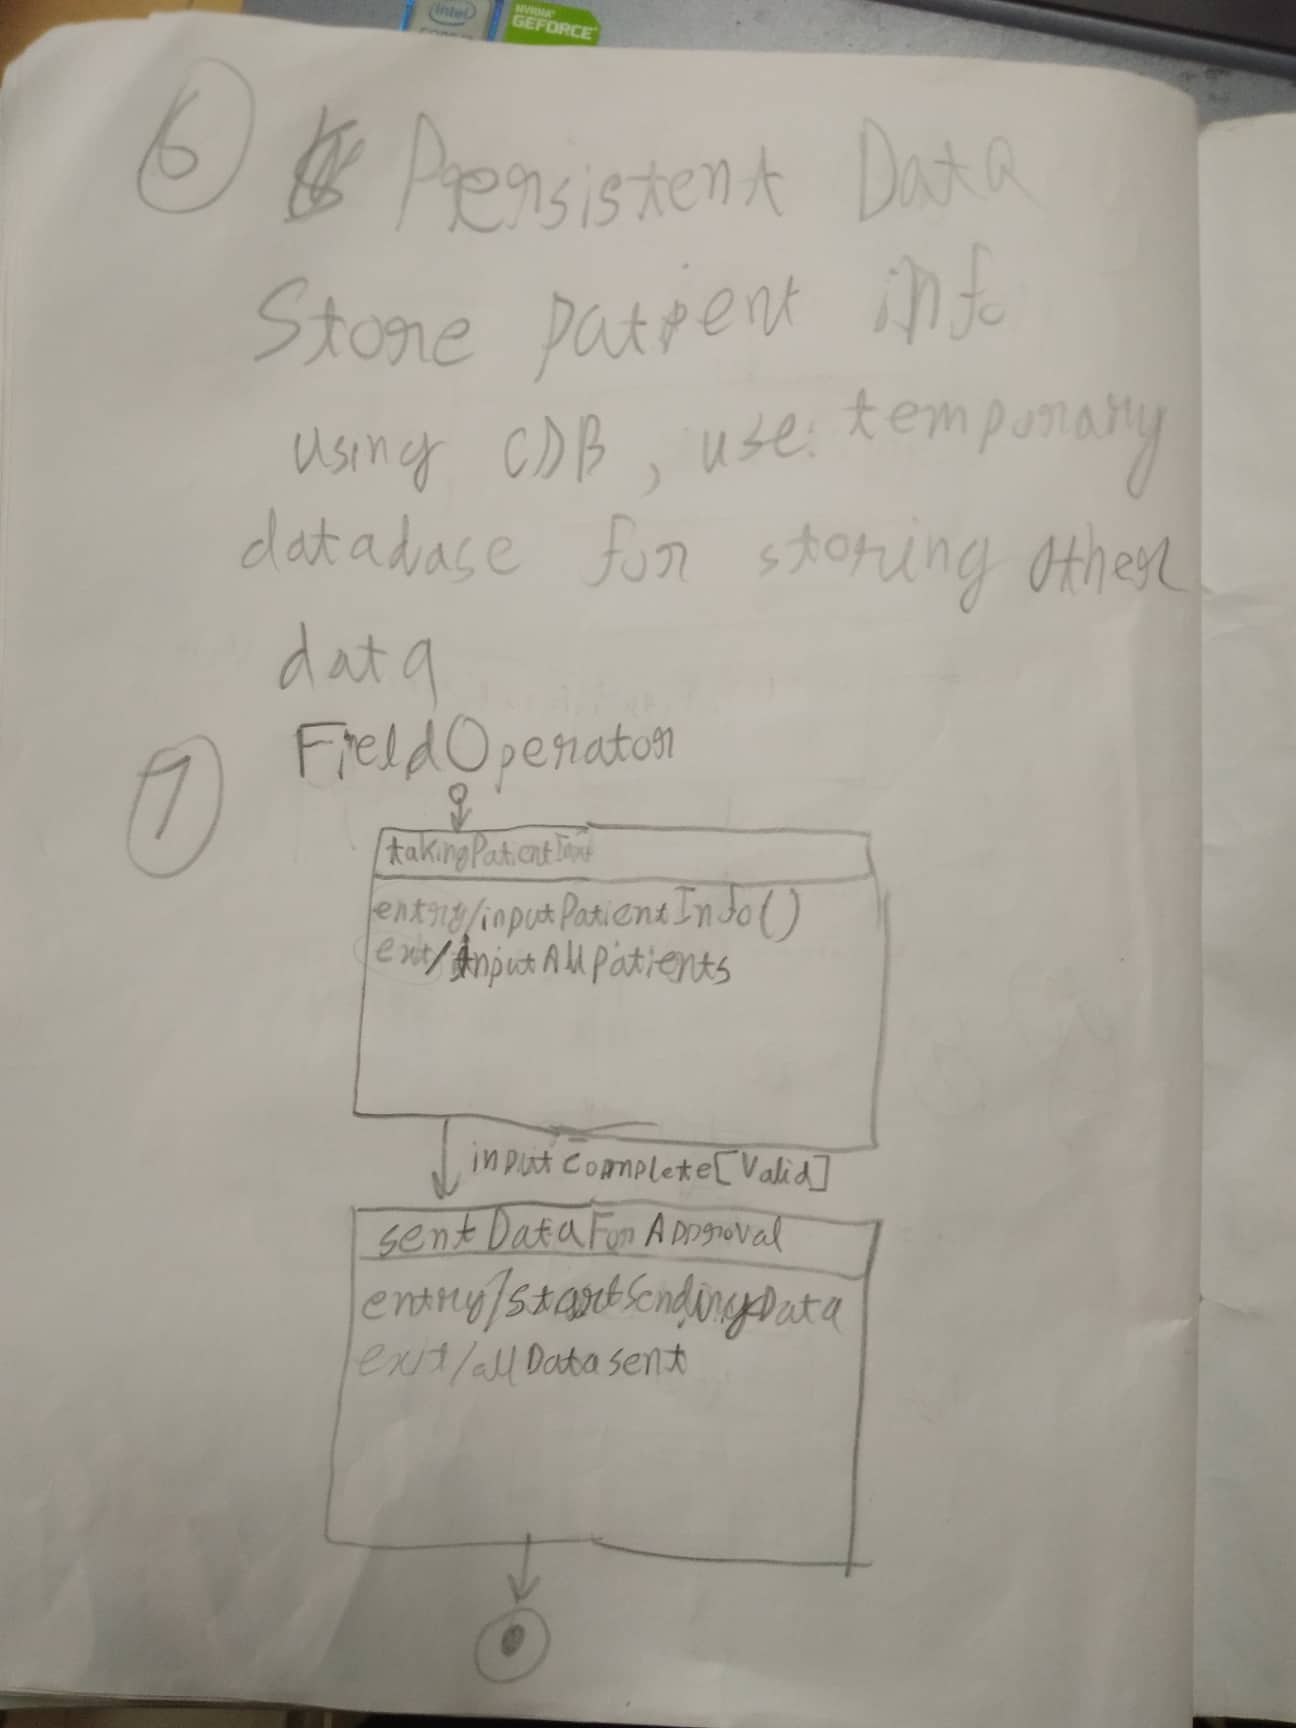 intel
NVIDIA
GEFORCE
6 Persistent Data
Store patient info
using CDB, use temporary
datadase for storing other
data
7 FieldOperator
takingPatientInfo
entry/inputPatientInfo()
exit/InputAllPatients
inputComplete[Valid]
sentDataForApproval
entry/startSendingData
exit/allDatasent